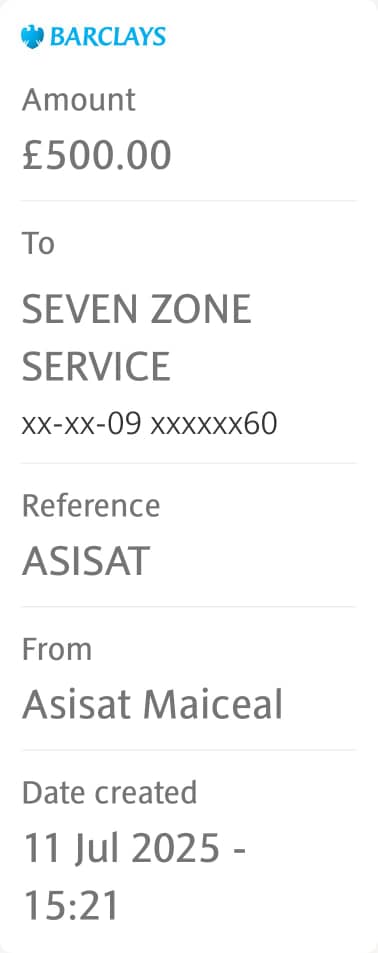 BARCLAYS
Amount
£500.00
To
SEVEN ZONE
SERVICE
xx-xx-09 xxxxxx60
Reference
ASISAT
From
Asisat Maiceal
Date created
11 Jul 2025 -
15:21